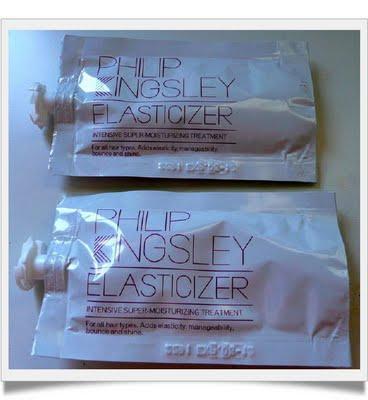 PHILIP
KINGSLEY
ELASTICIZER
INTENSIVE SUPER-MOISTURIZING TREATMENT
For all hair types. Adds elasticity, manageability,
bounce and shine.
PHILIP
KINGSLEY
ELASTICIZER
INTENSIVE SUPER-MOISTURIZING TREATMENT
For all hair types. Adds elasticity, manageability,
bounce and shine.